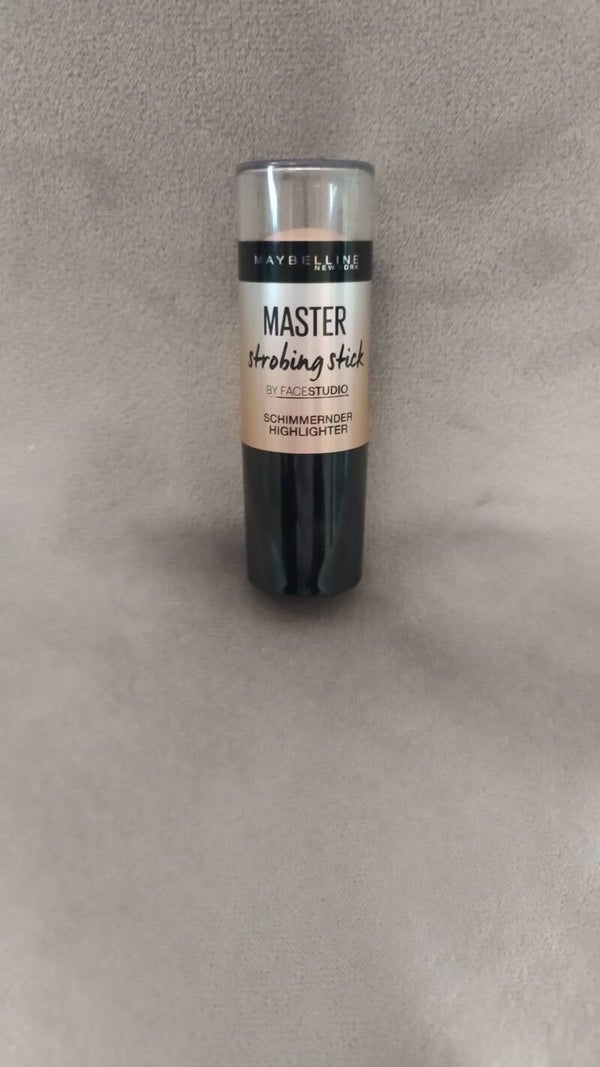 MAYBELLINE
NEW YORK
MASTER
strobing stick
BY FACESTUDIO
SCHIMMERNDER
HIGHLIGHTER